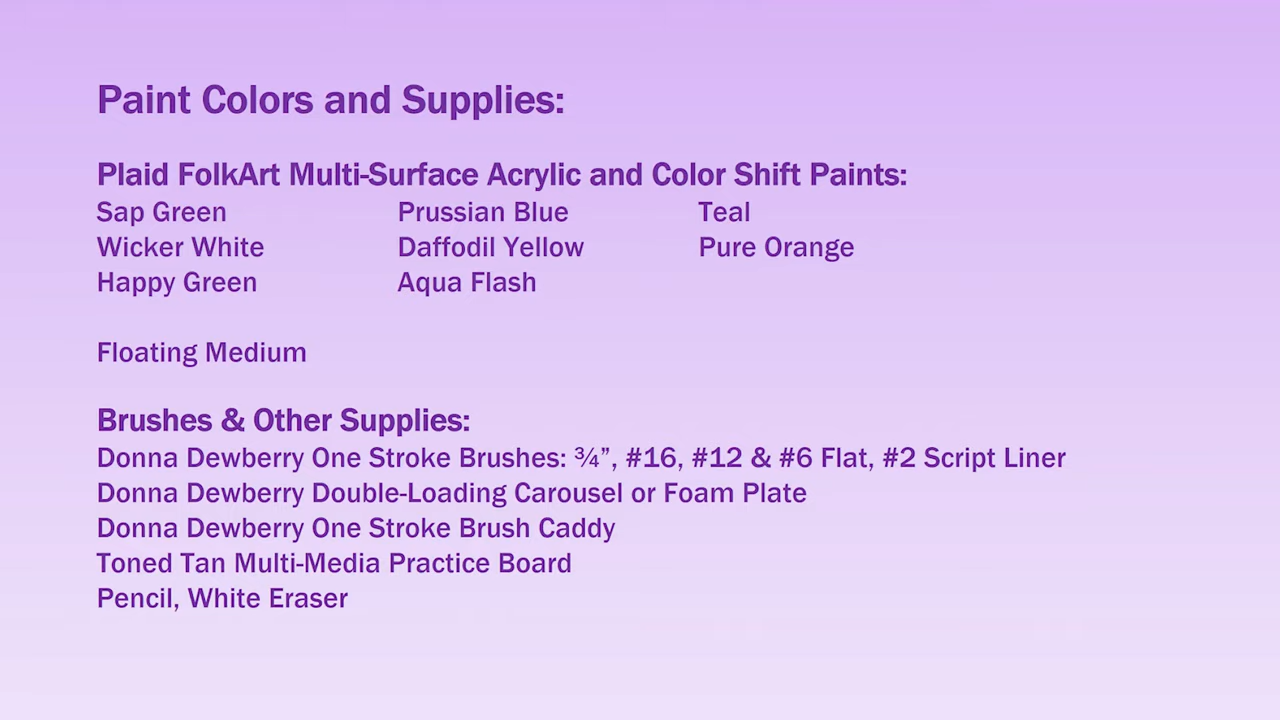 Paint Colors and Supplies:
Plaid FolkArt Multi-Surface Acrylic and Color Shift Paints:
Sap Green Prussian Blue Teal
Wicker White Daffodil Yellow Pure Orange
Happy Green Aqua Flash
Floating Medium
Brushes & Other Supplies:
Donna Dewberry One Stroke Brushes: ¾”, #16, #12 & #6 Flat, #2 Script Liner
Donna Dewberry Double-Loading Carousel or Foam Plate
Donna Dewberry One Stroke Brush Caddy
Toned Tan Multi-Media Practice Board
Pencil, White Eraser